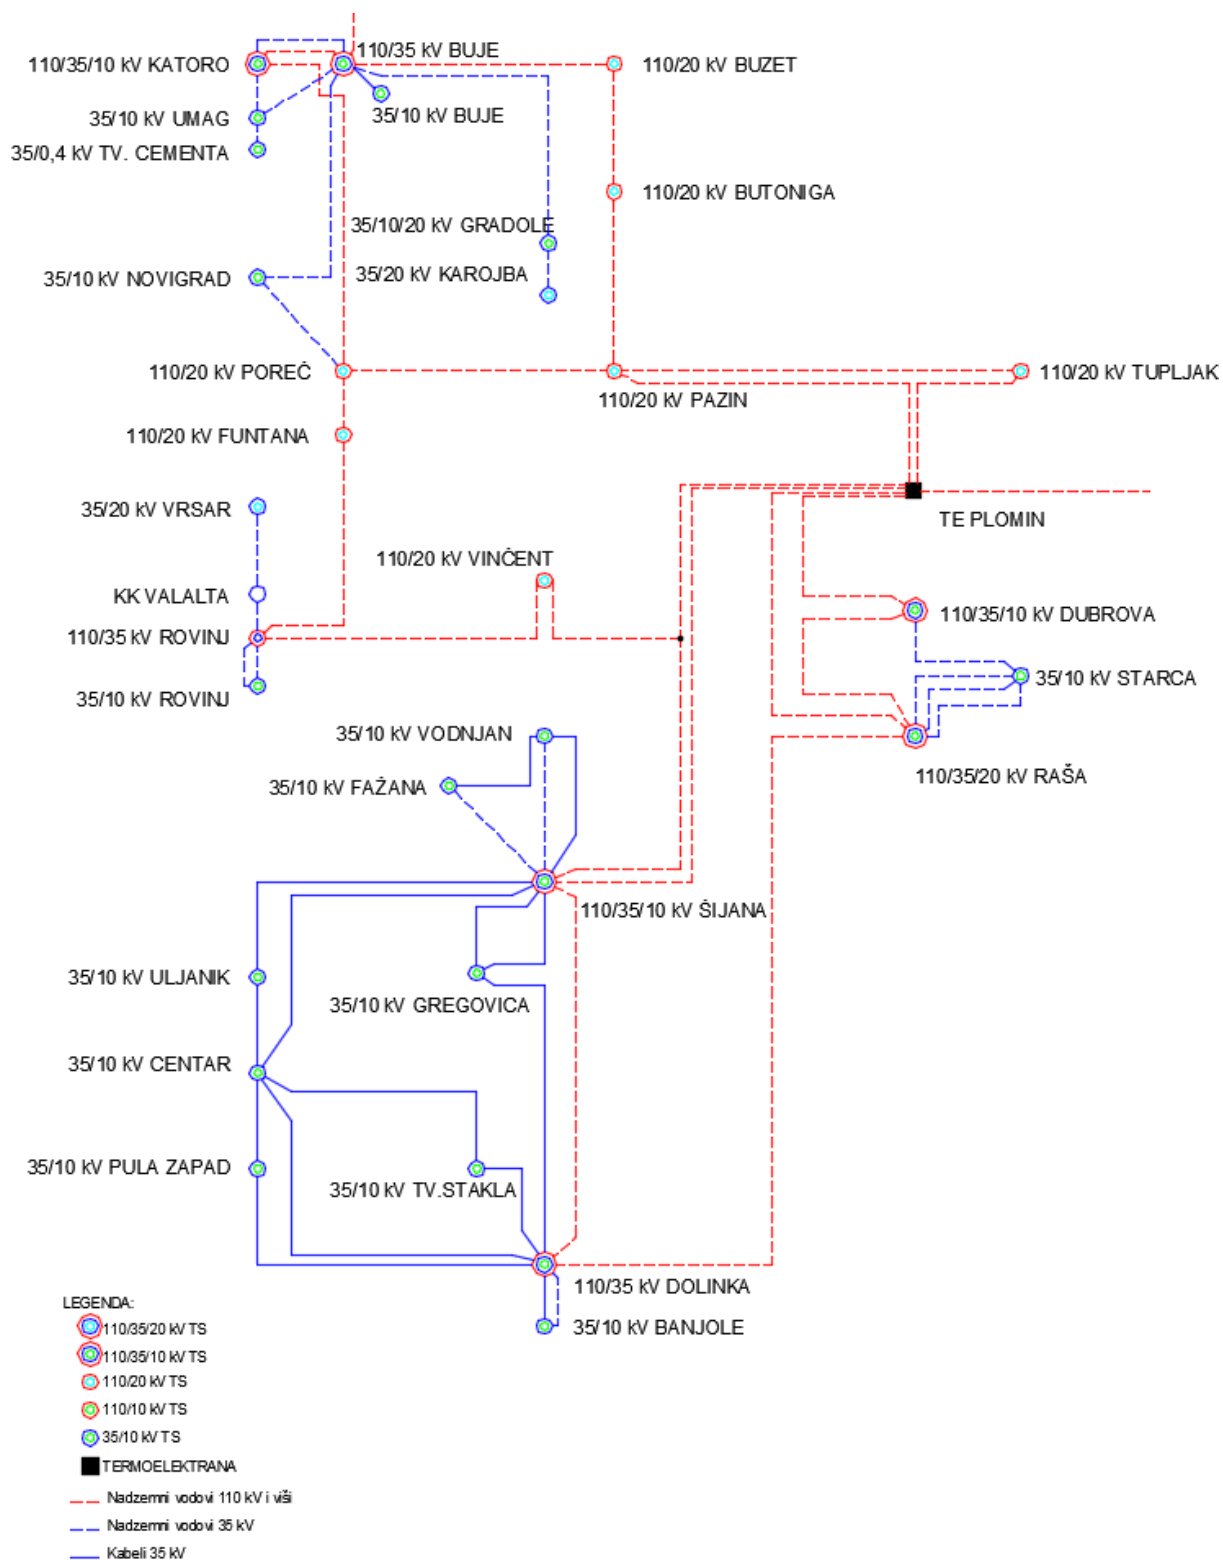 110/35 kV BUJE
110/35/10 kV KATORO
110/20 kV BUZET
35/10 kV BUJE
35/10 kV UMAG
35/0,4 kV TV. CEMENTA
110/20 kV BUTONIGA
35/10/20 kV GRADOLE
35/20 kV KAROJBA
35/10 kV NOVIGRAD
110/20 kV POREČ
110/20 kV TUPLJAK
110/20 kV PAZIN
110/20 kV FUNTANA
35/20 kV VRSAR
TE PLOMIN
110/20 kV VINČENT
KK VALALTA
110/35/10 kV DUBROVA
110/35 kV ROVINJ
35/10 kV STARCA
35/10 kV ROVINJ
35/10 kV VODNJAN
110/35/20 kV RAŠA
35/10 kV FAŽANA
110/35/10 kV ŠIJANA
35/10 kV ULJANIK
35/10 kV GREGOVICA
35/10 kV CENTAR
35/10 kV PULA ZAPAD
35/10 kV TV.STAKLA
110/35 kV DOLINKA
35/10 kV BANJOLE
LEGENDA:
110/35/20 kV TS
110/35/10 kV TS
110/20 kV TS
110/10 kV TS
35/10 kV TS
TERMOELEKTRANA
Nadzemni vodovi 110 kV i viši
Nadzemni vodovi 35 kV
Kabeli 35 kV